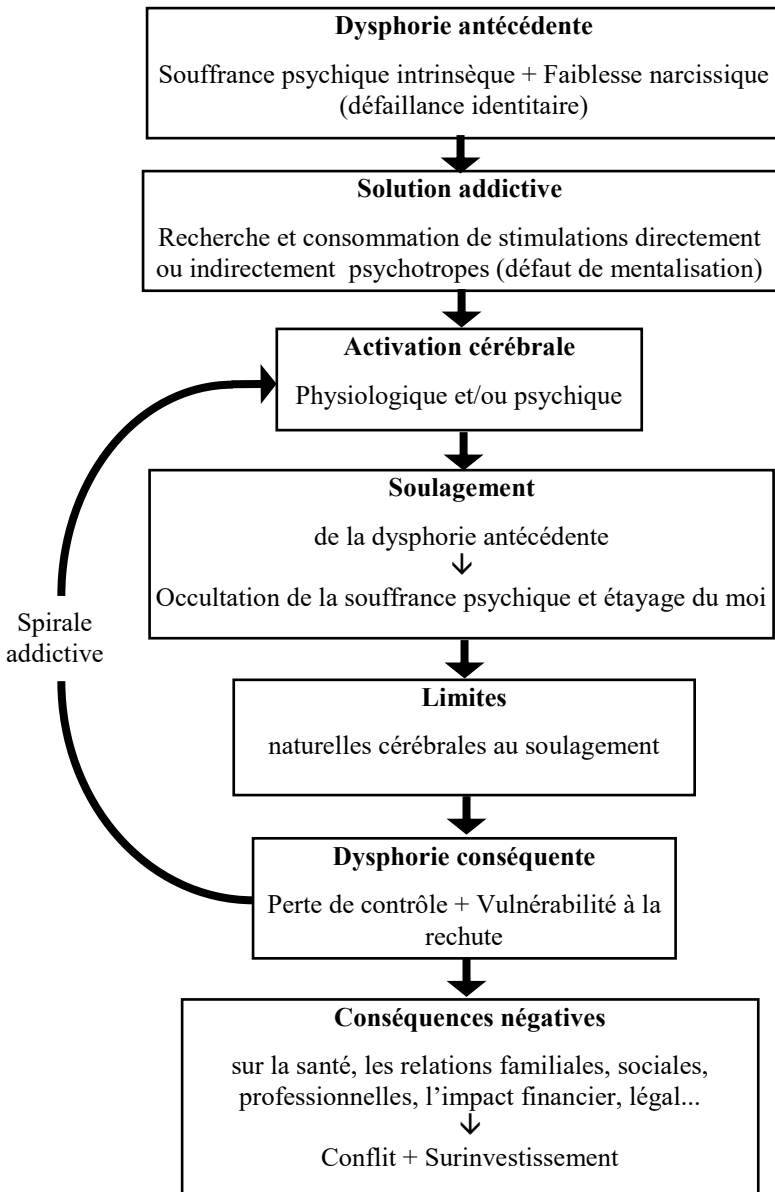 Dysphorie antécédente
Souffrance psychique intrinsèque + Faiblesse narcissique
(défaillance identitaire)
Solution addictive
Recherche et consommation de stimulations directement
ou indirectement psychotropes (défaut de mentalisation)
Activation cérébrale
Physiologique et/ou psychique
Soulagement
de la dysphorie antécédente
↓
Occultation de la souffrance psychique et étayage du moi
Spirale
addictive
Limites
naturelles cérébrales au soulagement
Dysphorie conséquente
Perte de contrôle + Vulnérabilité à la
rechute
Conséquences négatives
sur la santé, les relations familiales, sociales,
professionnelles, l’impact financier, légal...
↓
Conflit + Surinvestissement